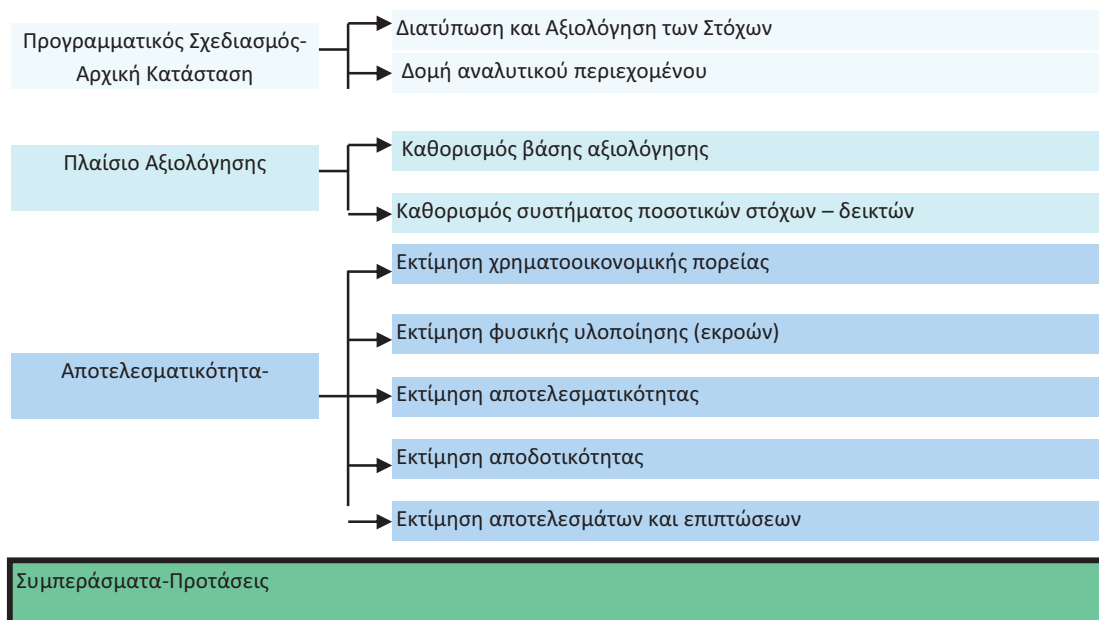 Προγραμματικός Σχεδιασμός-
Αρχική Κατάσταση
Διατύπωση και Αξιολόγηση των Στόχων
Δομή αναλυτικού περιεχομένου
Πλαίσιο Αξιολόγησης
Καθορισμός βάσης αξιολόγησης
Καθορισμός συστήματος ποσοτικών στόχων – δεικτών
Αποτελεσματικότητα-
Εκτίμηση χρηματοοικονομικής πορείας
Εκτίμηση φυσικής υλοποίησης (εκροών)
Εκτίμηση αποτελεσματικότητας
Εκτίμηση αποδοτικότητας
Εκτίμηση αποτελεσμάτων και επιπτώσεων
Συμπεράσματα-Προτάσεις